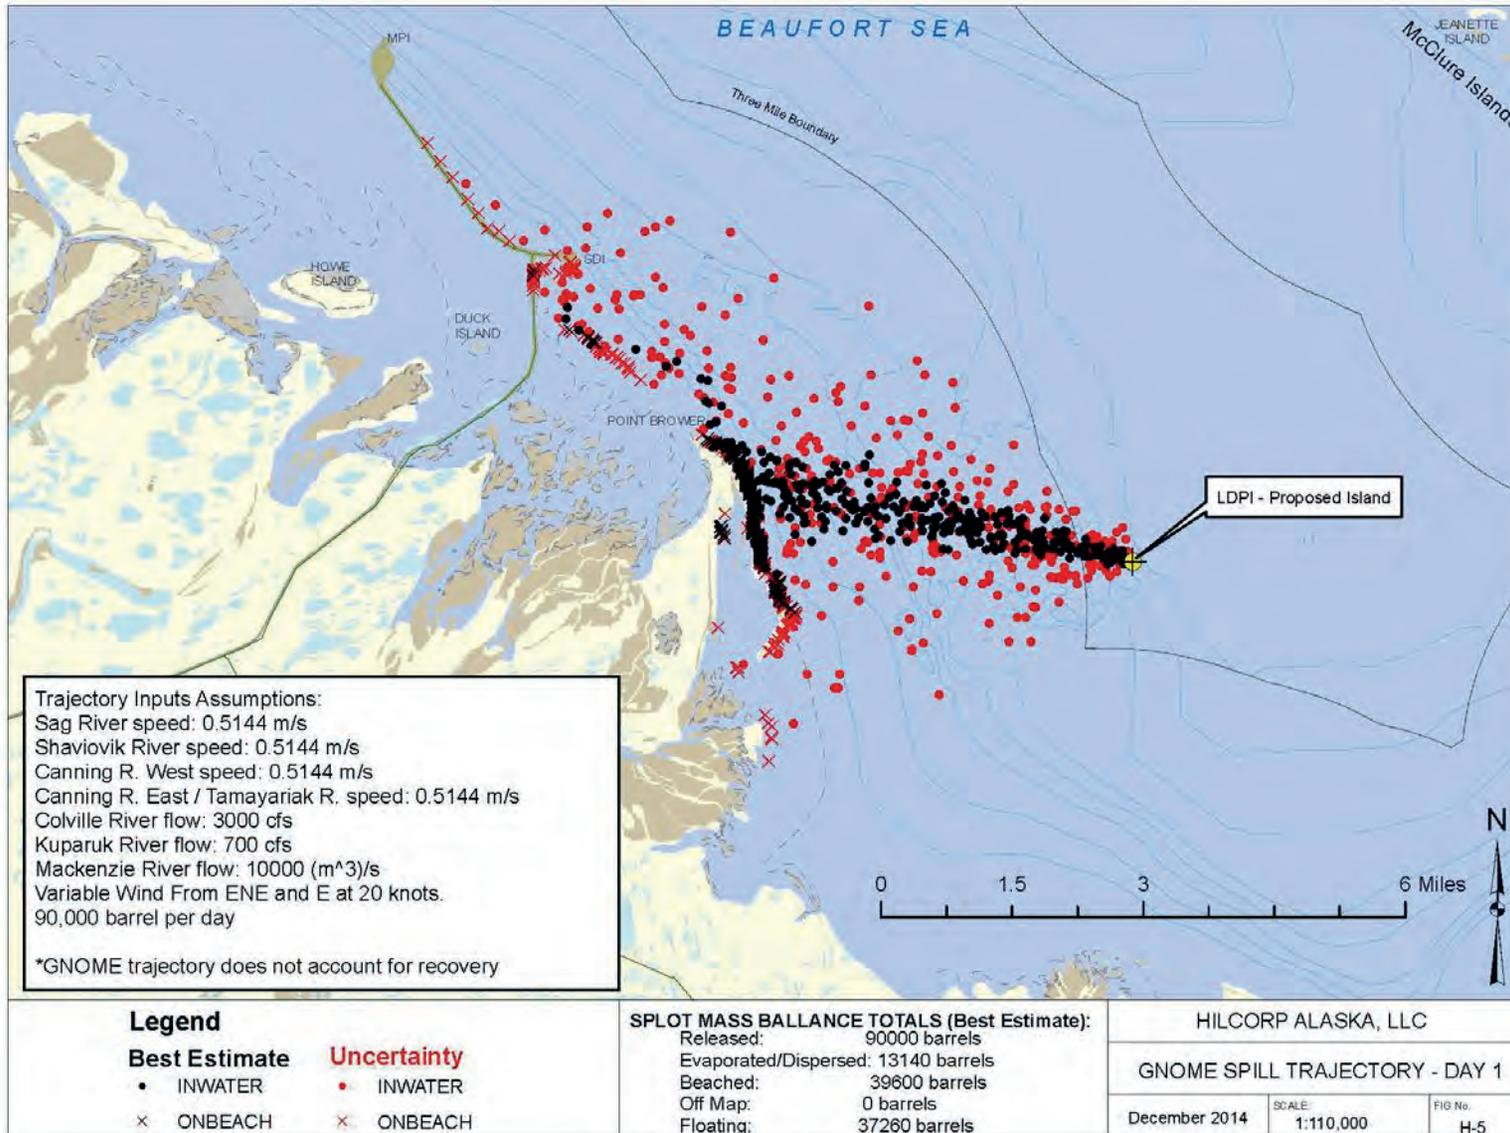 BEAUFORT SEA
MPI
JEANETTE
ISLAND
McClure Islands
Three Mile Boundary
SDI
HOWE
ISLAND
DUCK
ISLAND
POINT BROWER
LDPI - Proposed Island
Trajectory Inputs Assumptions:
Sag River speed: 0.5144 m/s
Shaviovik River speed: 0.5144 m/s
Canning R. West speed: 0.5144 m/s
Canning R. East / Tamayariak R. speed: 0.5144 m/s
Colville River flow: 3000 cfs
Kuparuk River flow: 700 cfs
Mackenzie River flow: 10000 (m^3)/s
Variable Wind From ENE and E at 20 knots.
90,000 barrel per day
*GNOME trajectory does not account for recovery
0 1.5 3 6 Miles
N
Legend
Best Estimate Uncertainty
INWATER INWATER
ONBEACH ONBEACH
SPLOT MASS BALLANCE TOTALS (Best Estimate):
Released: 90000 barrels
Evaporated/Dispersed: 13140 barrels
Beached: 39600 barrels
Off Map: 0 barrels
Floating: 37260 barrels
HILCORP ALASKA, LLC
GNOME SPILL TRAJECTORY - DAY 1
December 2014
SCALE:
1:110,000
FIG No.
H-5